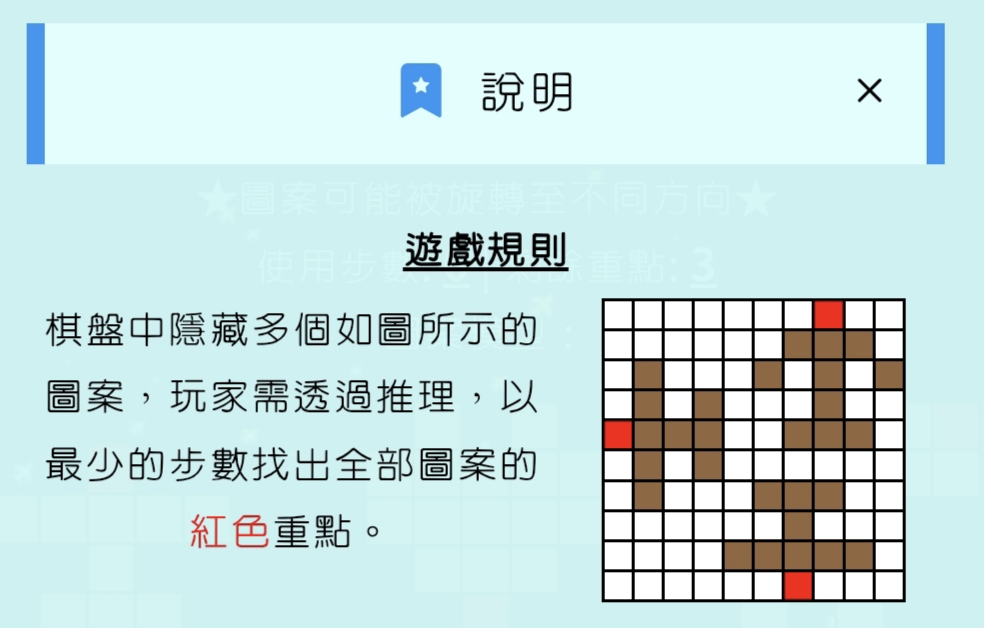 說明
★圖案可能被旋轉至不同方向★
遊戲規則
棋盤中隱藏多個如圖所示的
圖案，玩家需透過推理，以
最少的步數找出全部圖案的
紅色重點。